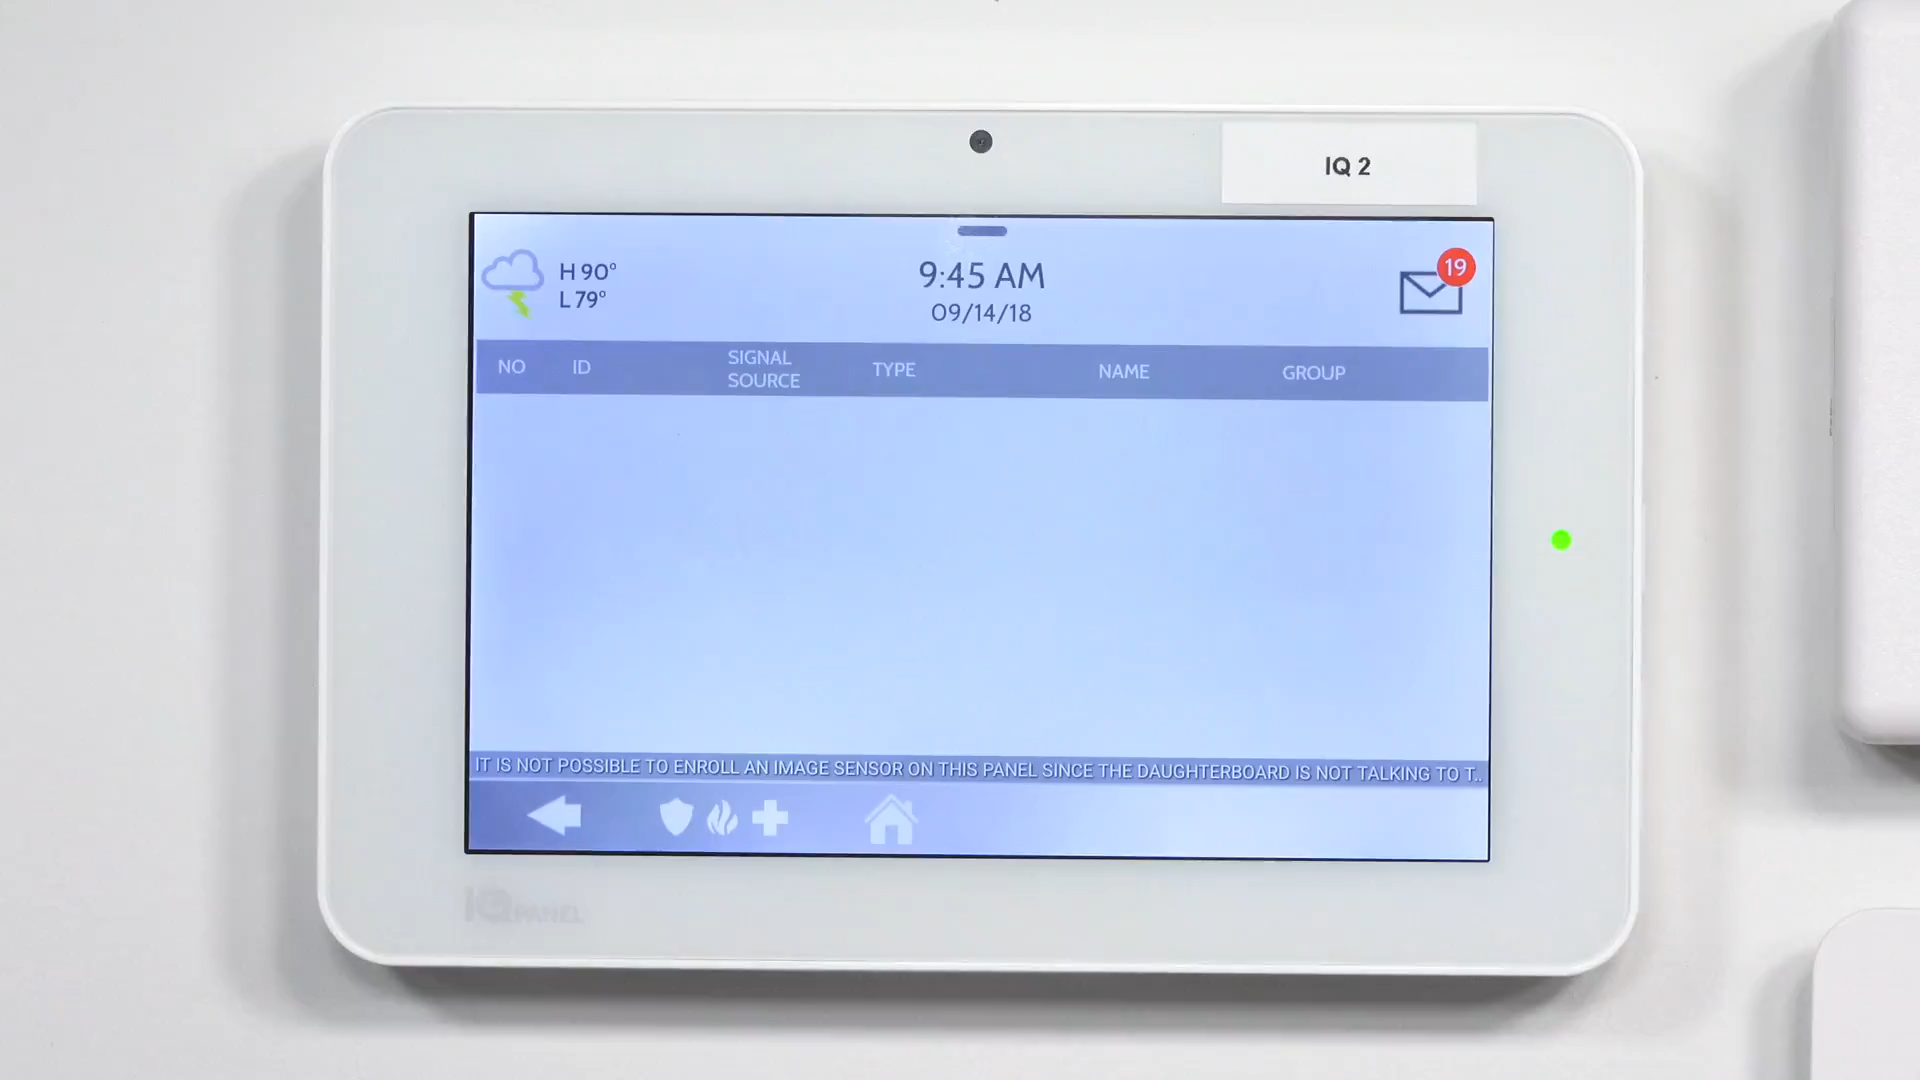 IQ 2
H 90°
L 79°
9:45 AM
09/14/18
19
NO ID SIGNAL SOURCE TYPE NAME GROUP
IT IS NOT POSSIBLE TO ENROLL AN IMAGE SENSOR ON THIS PANEL SINCE THE DAUGHTERBOARD IS NOT TALKING TO T..
IQ PANEL